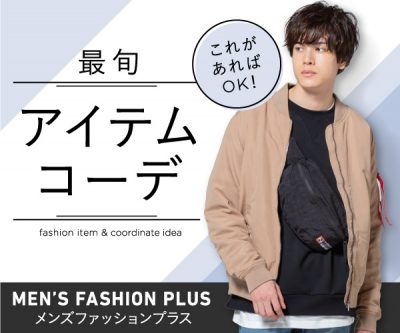 最旬
これが
あれば
OK!
アイテム
コーデ
fashion item & coordinate idea
MEN'S FASHION PLUS
メンズファッションプラス